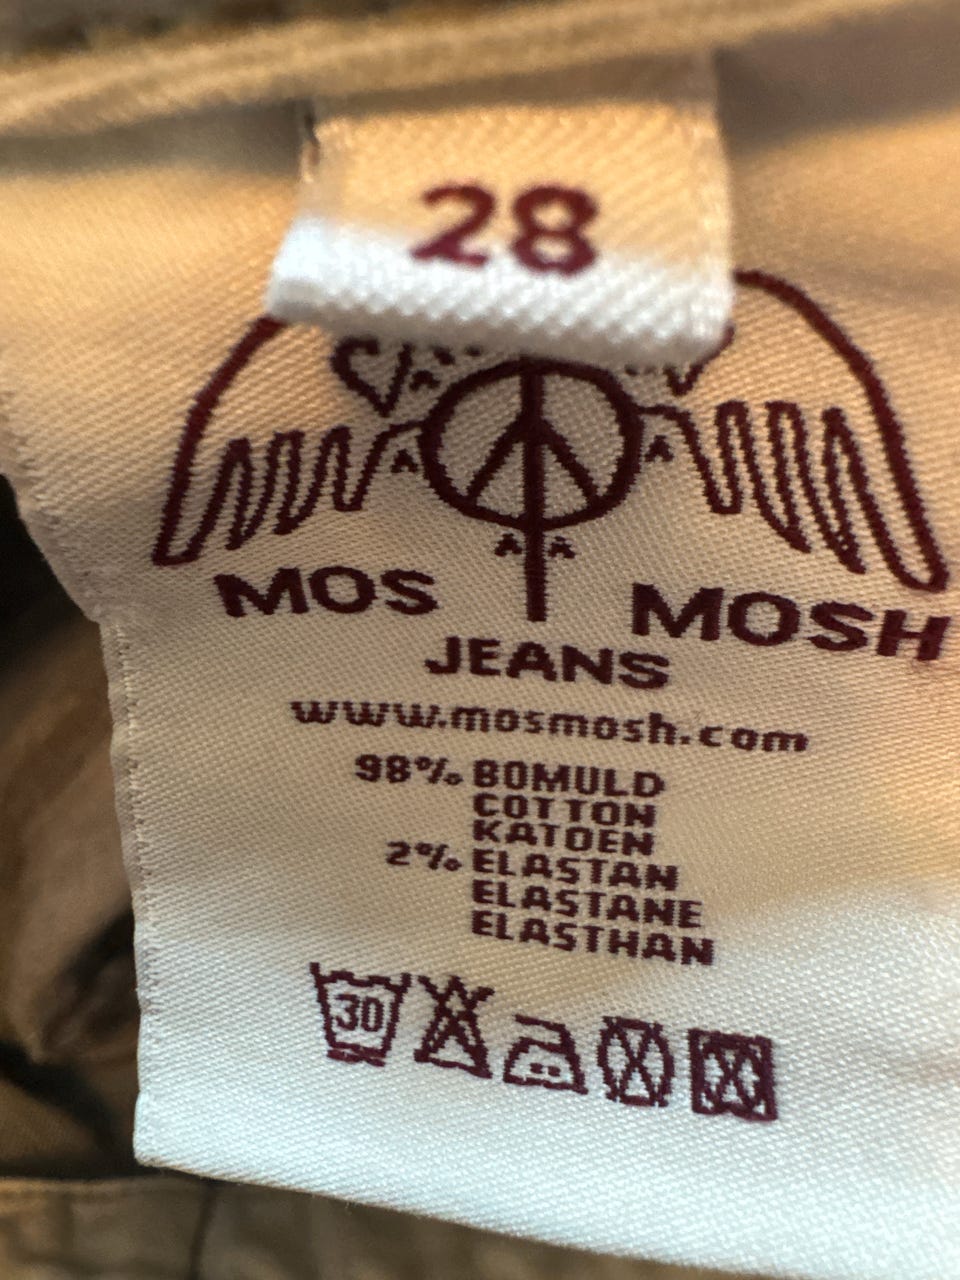 28
MOS MOSH
JEANS
www.mosmosh.com
98% BOMULD
COTTON
KATOEN
2% ELASTAN
ELASTANE
ELASTHAN
30